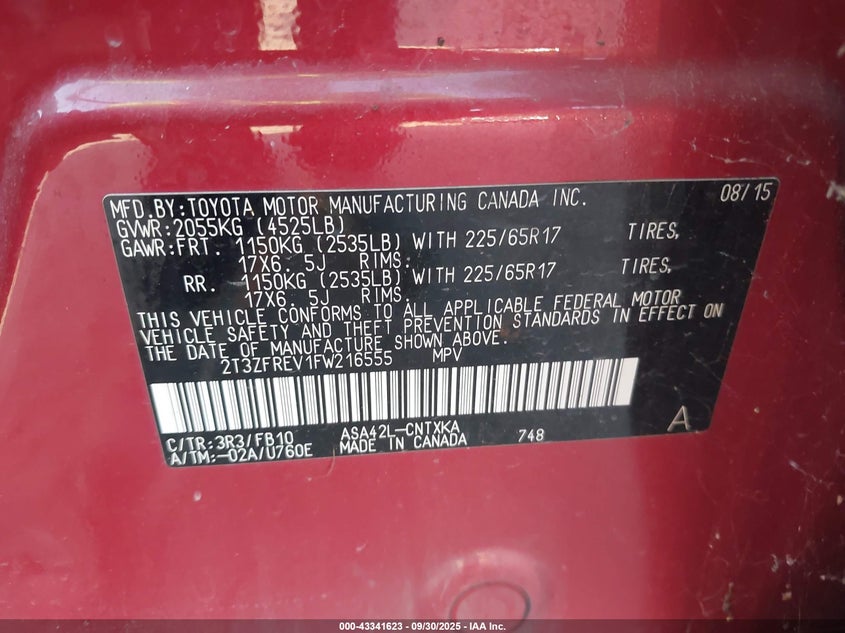 MFD.BY:TOYOTA MOTOR MANUFACTURING CANADA INC. 08/15
GVWR:2055KG (4525LB)
GAWR:FRT. 1150KG (2535LB) WITH 225/65R17 TIRES,
17X6. 5J RIMS.
RR. 1150KG (2535LB) WITH 225/65R17 TIRES,
17X6. 5J RIMS.
THIS VEHICLE CONFORMS TO ALL APPLICABLE FEDERAL MOTOR
VEHICLE SAFETY AND THEFT PREVENTION STANDARDS IN EFFECT ON
THE DATE OF MANUFACTURE SHOWN ABOVE.
2T3ZFREV1FW216555 MPV
C/TR:3R3/FB10 ASA42L-CNTXKA 748 A
A/TM:-02A/U760E MADE IN CANADA
000-43341623 - 09/30/2025 - IAA Inc.